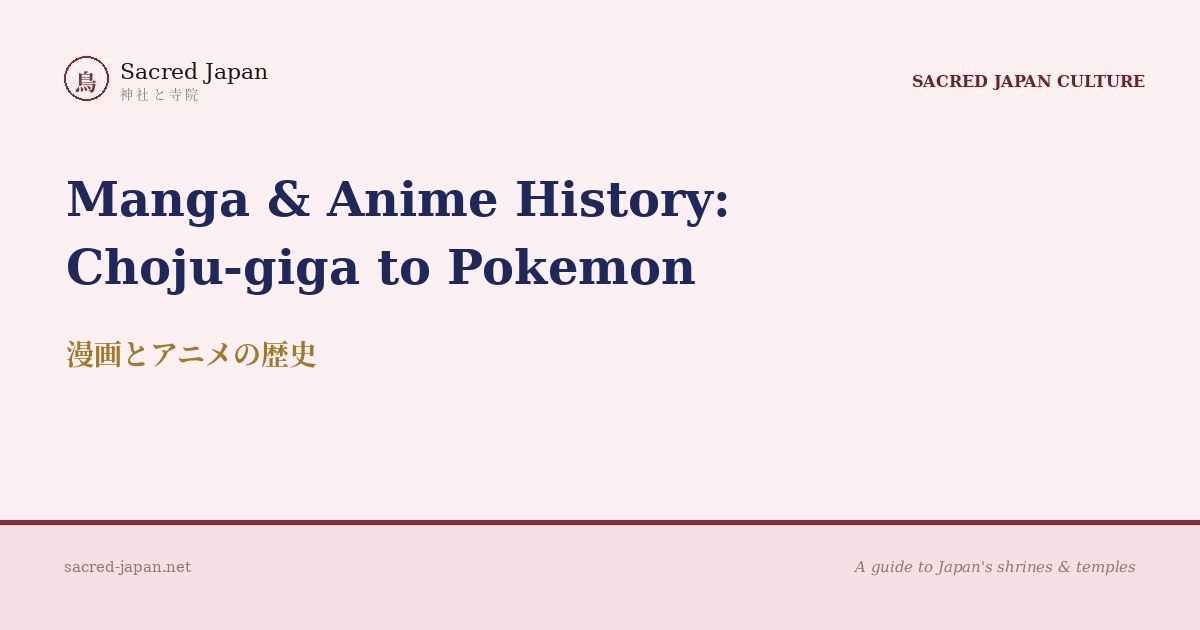 鳥
Sacred Japan
神社と寺院
SACRED JAPAN CULTURE
Manga & Anime History:
Choju-giga to Pokemon
漫画とアニメの歴史
sacred-japan.net
A guide to Japan's shrines & temples